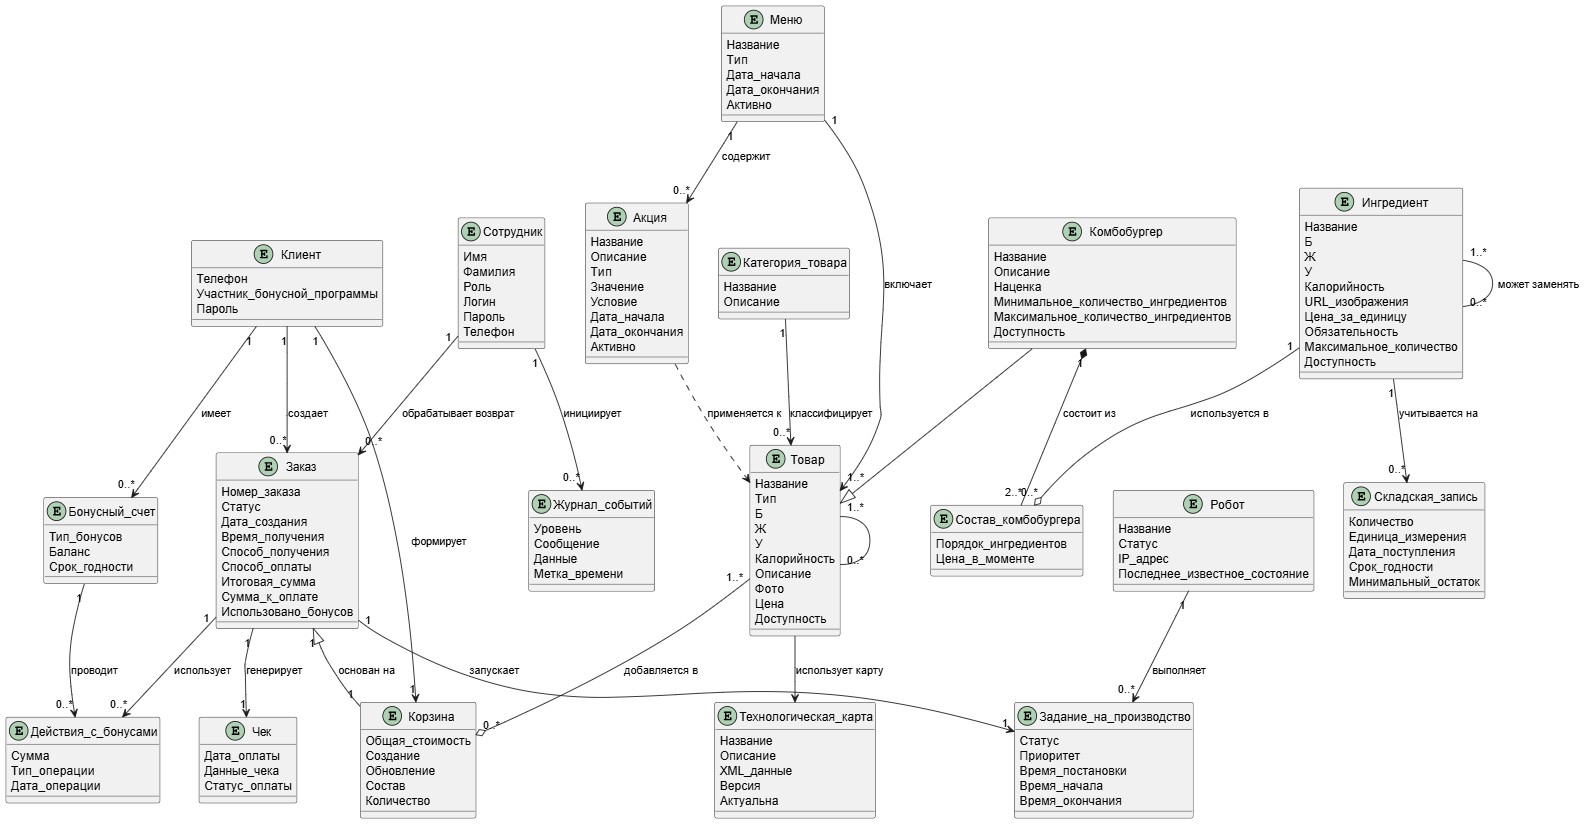 E Меню
Название
Тип
Дата_начала
Дата_окончания
Активно
1
1
содержит
0..*
включает
1..*
E Акция
Название
Описание
Тип
Значение
Условие
Дата_начала
Дата_окончания
Активно
применяется к
E Категория_товара
Название
Описание
1
классифицирует
0..*
E Комбобургер
Название
Описание
Наценка
Минимальное_количество_ингредиентов
Максимальное_количество_ингредиентов
Доступность
1
состоит из
2..*
E Ингредиент
Название
Б
Ж
У
Калорийность
URL_изображения
Цена_за_единицу
Обязательность
Максимальное_количество
Доступность
1..*
может заменять
0..*
1
используется в
0..*
1
учитывается на
0..*
E Клиент
Телефон
Участник_бонусной_программы
Пароль
1
1
1
имеет
создает
формирует
0..*
0..*
1
E Сотрудник
Имя
Фамилия
Роль
Логин
Пароль
Телефон
1
1
обрабатывает возврат
инициирует
0..*
0..*
E Заказ
Номер_заказа
Статус
Дата_создания
Время_получения
Способ_получения
Способ_оплаты
Итоговая_сумма
Сумма_к_оплате
Использовано_бонусов
1
1
1
1
использует
генерирует
основан на
запускает
0..*
1
1
1
E Бонусный_счет
Тип_бонусов
Баланс
Срок_годности
1
проводит
0..*
E Журнал_событий
Уровень
Сообщение
Данные
Метка_времени
E Товар
Название
Тип
Б
Ж
У
Калорийность
Описание
Фото
Цена
Доступность
1..*
0..*
1..*
добавляется в
0..*
использует карту
E Состав_комбобургера
Порядок_ингредиентов
Цена_в_моменте
E Робот
Название
Статус
IP_адрес
Последнее_известное_состояние
1
выполняет
0..*
E Складская_запись
Количество
Единица_измерения
Дата_поступления
Срок_годности
Минимальный_остаток
E Действия_с_бонусами
Сумма
Тип_операции
Дата_операции
E Чек
Дата_оплаты
Данные_чека
Статус_оплаты
E Корзина
Общая_стоимость
Создание
Обновление
Состав
Количество
E Технологическая_карта
Название
Описание
XML_данные
Версия
Актуальна
E Задание_на_производство
Статус
Приоритет
Время_постановки
Время_начала
Время_окончания